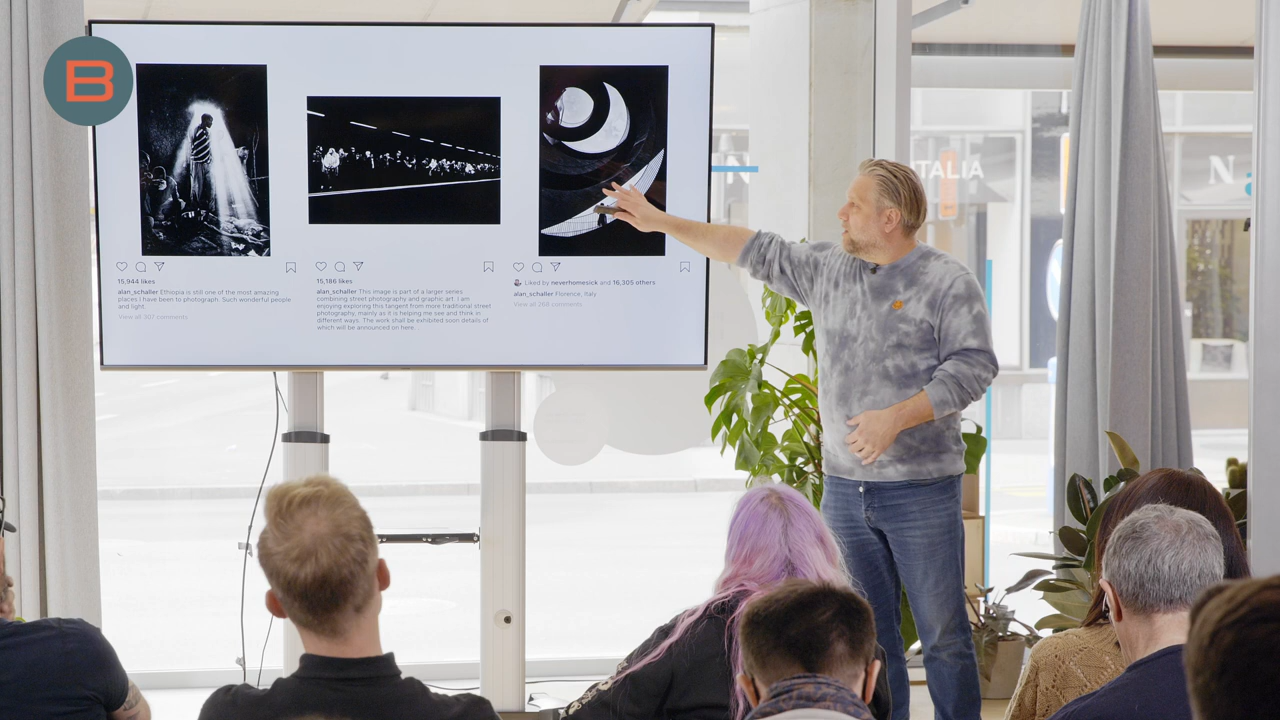 B
15,944 likes
alan_schaller Ethiopia is still one of the most amazing
places I have been to photograph. Such wonderful people
and light.
View all 307 comments
15,186 likes
alan_schaller This image is part of a larger series
combining street photography and graphic art. I am
enjoying exploring this tangent from more traditional street
photography, mainly as it is helping me see and think in
different ways. The work shall be exhibited soon details of
which will be announced on here.
Liked by neverhomesick and 16,305 others
alan_schaller Florence, Italy
View all 268 comments
N
ITALIA
N